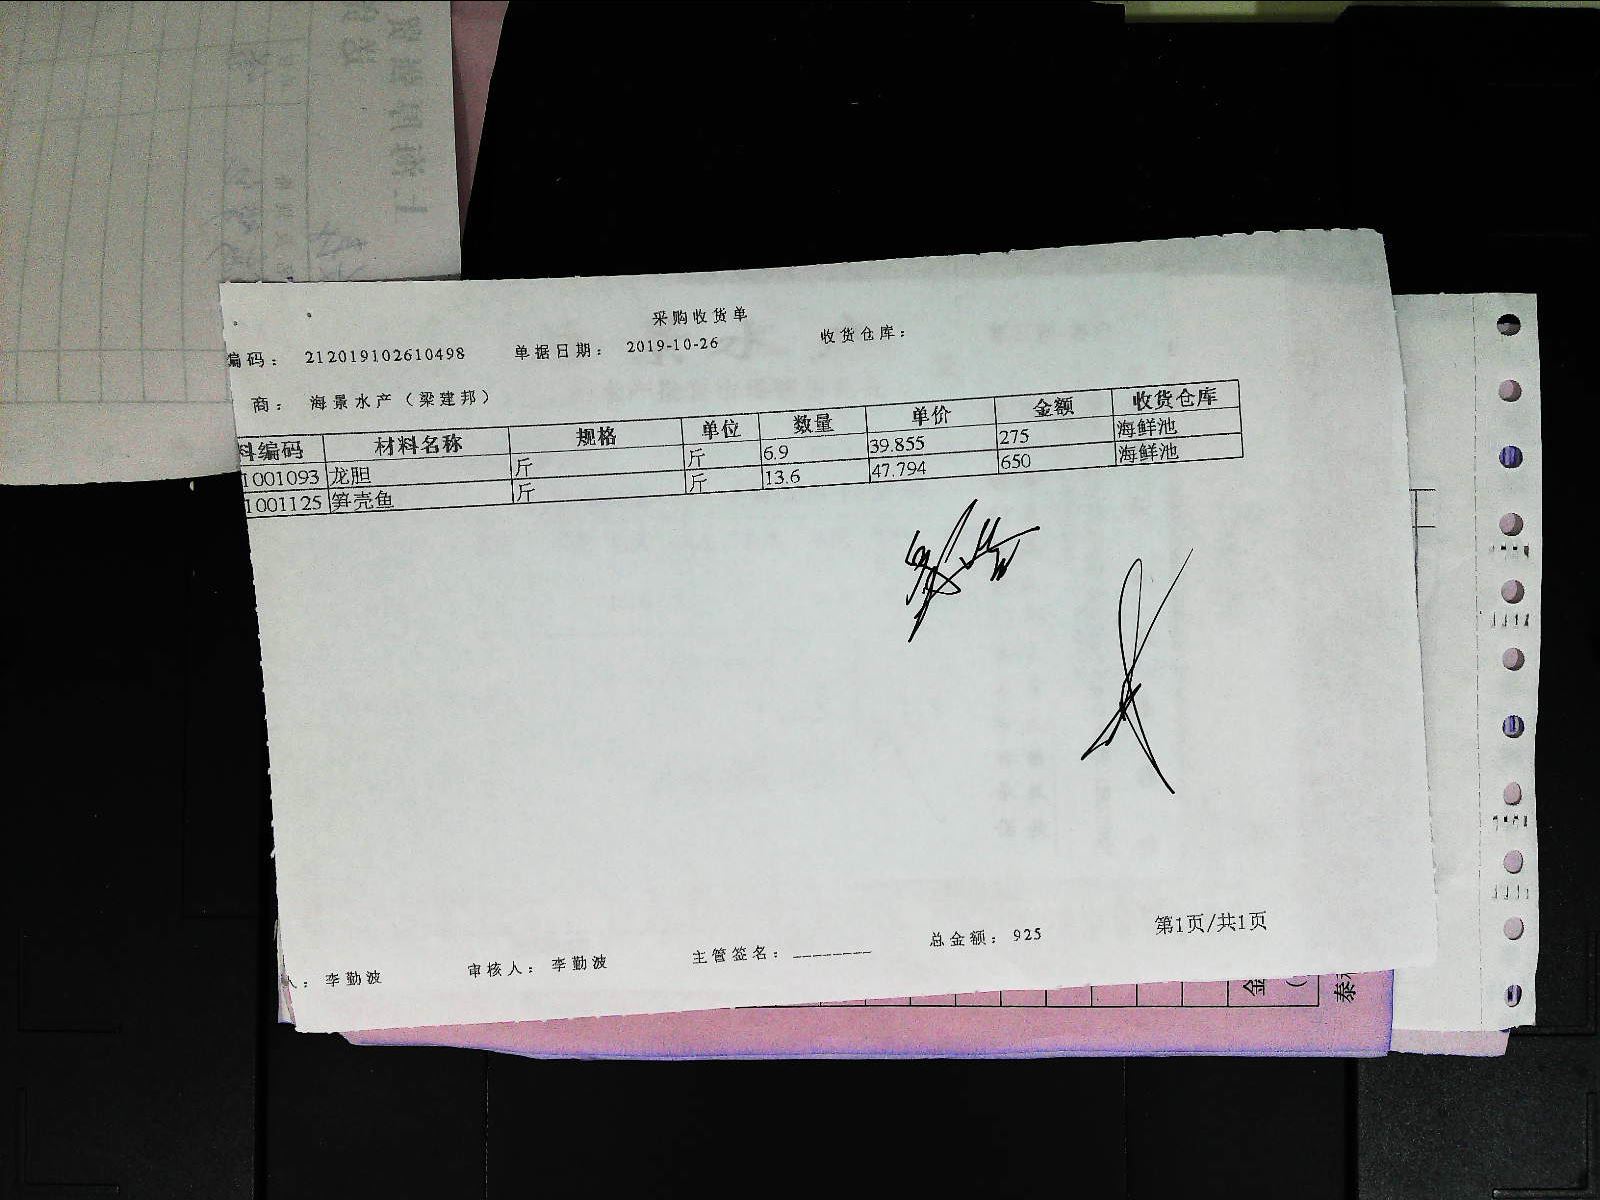 采购收货单
编码： 212019102610498 单据日期： 2019-10-26 收货仓库：
商： 海景水产（梁建邦）
料编码 材料名称 规格 单位 数量 单价 金额 收货仓库
1001093 龙胆 斤 斤 6.9 39.855 275 海鲜池
1001125 笋壳鱼 斤 斤 13.6 47.794 650 海鲜池
人： 李勤波 审核人： 李勤波 主管签名： ________ 总金额： 925 第1页/共1页
金
泰